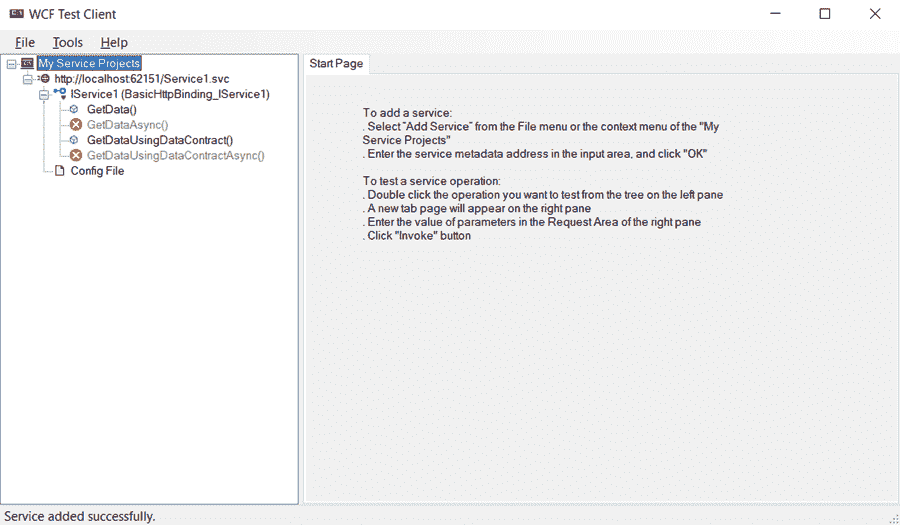 WCF Test Client
File Tools Help
My Service Projects
http://localhost:62151/Service1.svc
IService1 (BasicHttpBinding_IService1)
GetData()
GetDataAsync()
GetDataUsingDataContract()
GetDataUsingDataContractAsync()
Config File
Start Page
To add a service:
. Select "Add Service" from the File menu or the context menu of the "My
Service Projects"
. Enter the service metadata address in the input area, and click "OK"
To test a service operation:
. Double click the operation you want to test from the tree on the left pane
. A new tab page will appear on the right pane
. Enter the value of parameters in the Request Area of the right pane
. Click "Invoke" button
Service added successfully.